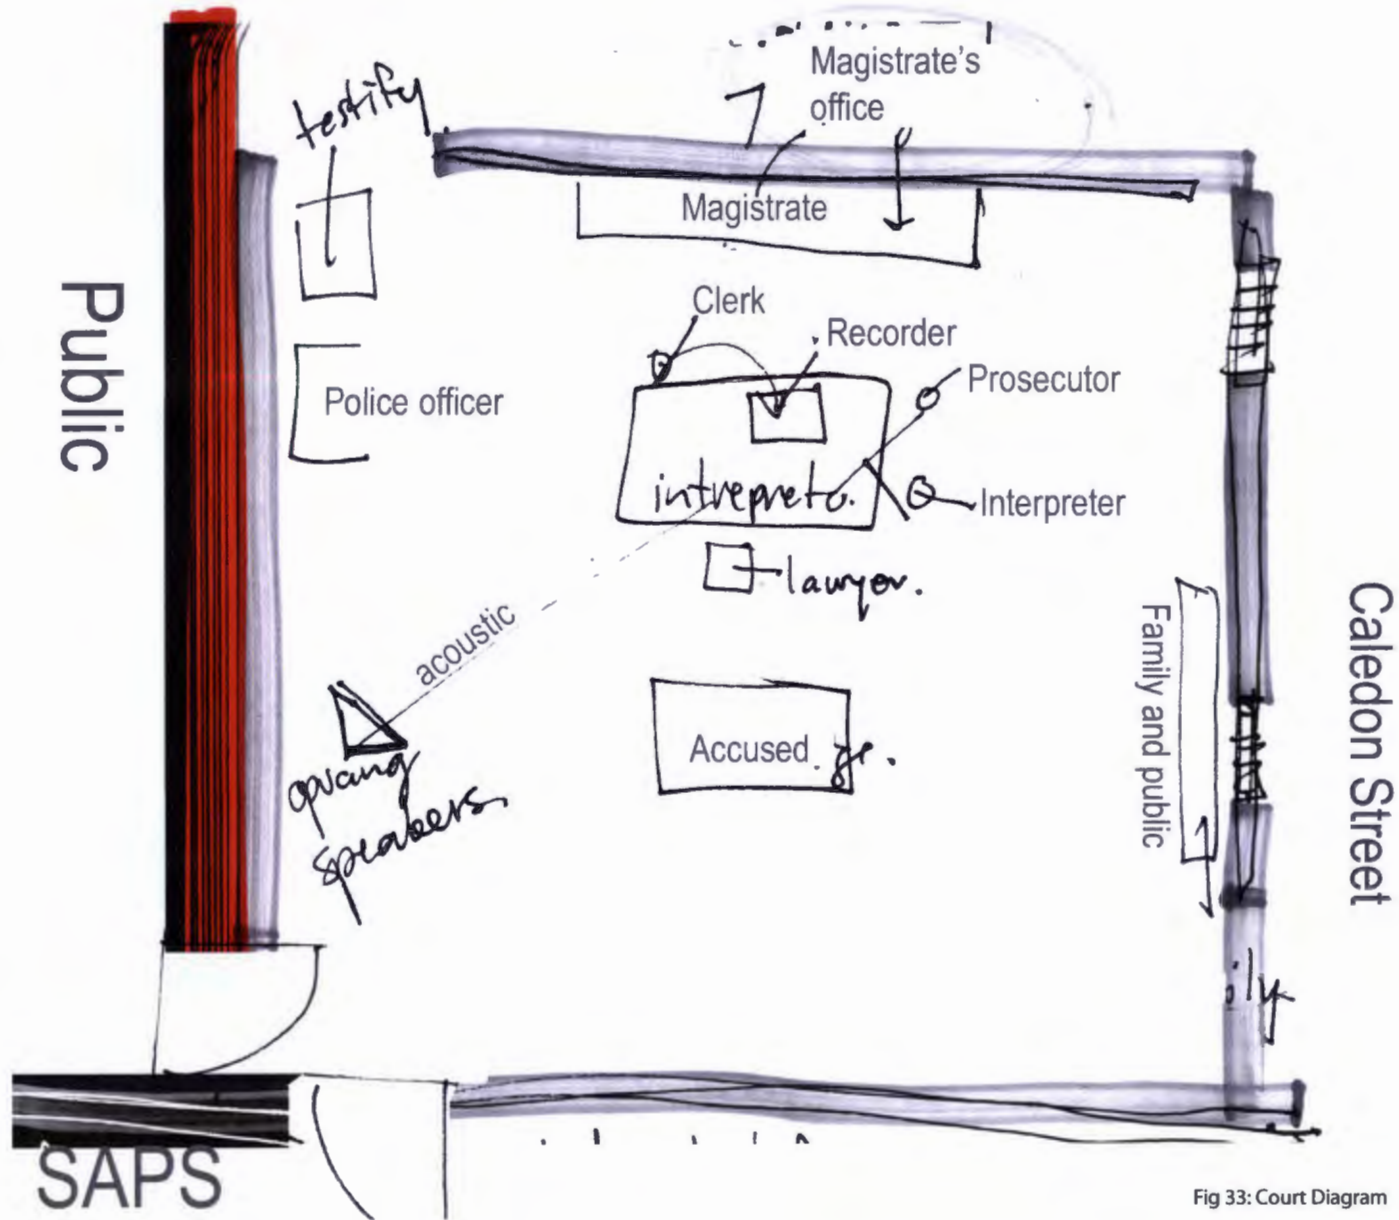 Magistrate's
office
testify
Magistrate
Public
Clerk
Recorder
Prosecutor
Police officer
intrepreto.
Interpreter
lawyor.
acoustic
Family and public
Caledon Street
Accused
speakers
SAPS
Fig 33: Court Diagram